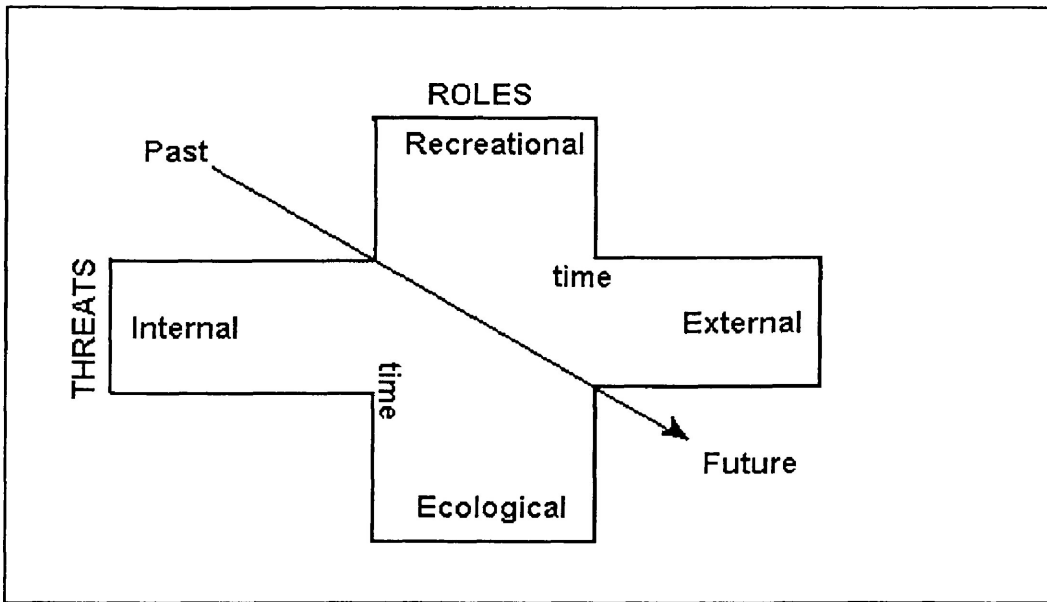 ROLES
Recreational
Past
time
THREATS
Internal
External
time
Future
Ecological